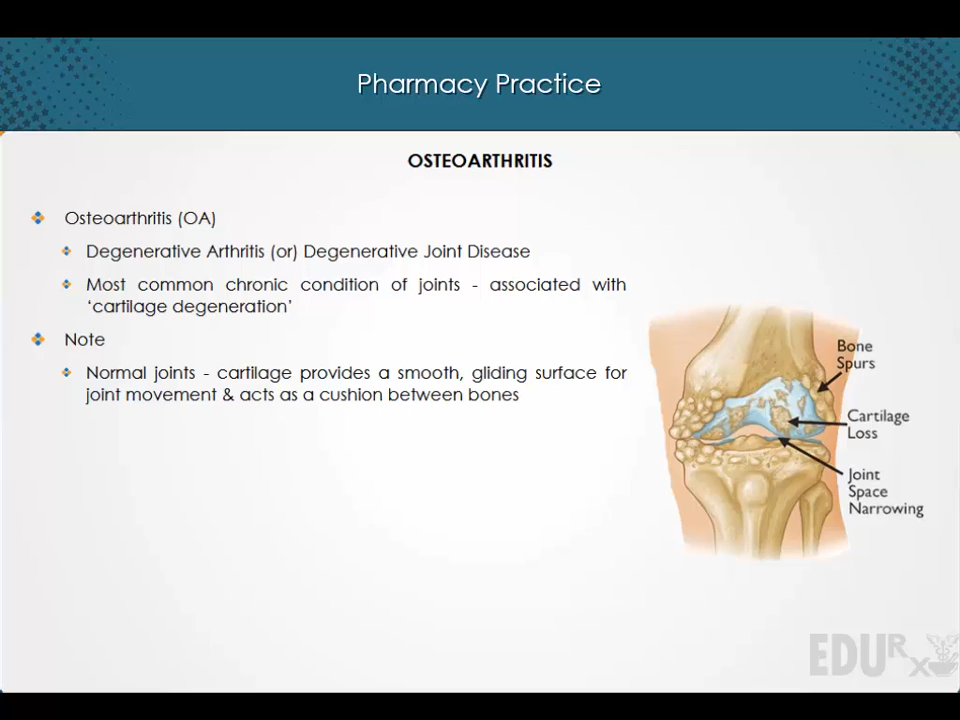 Pharmacy Practice
OSTEOARTHRITIS
Osteoarthritis (OA)
Degenerative Arthritis (or) Degenerative Joint Disease
Most common chronic condition of joints - associated with
‘cartilage degeneration’
Note
Normal joints - cartilage provides a smooth, gliding surface for
joint movement & acts as a cushion between bones
Bone
Spurs
Cartilage
Loss
Joint
Space
Narrowing
EDURx